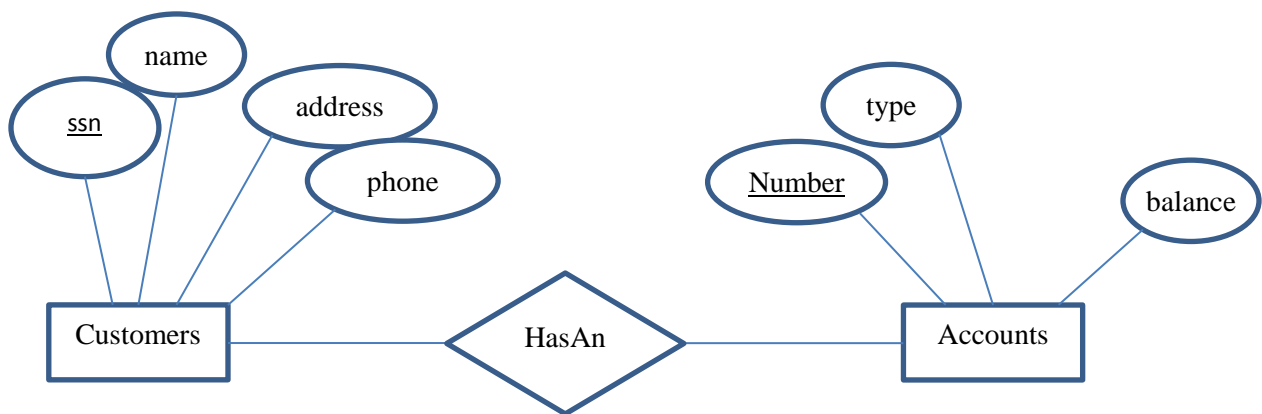 name
ssn
address
phone
type
Number
balance
Customers
HasAn
Accounts